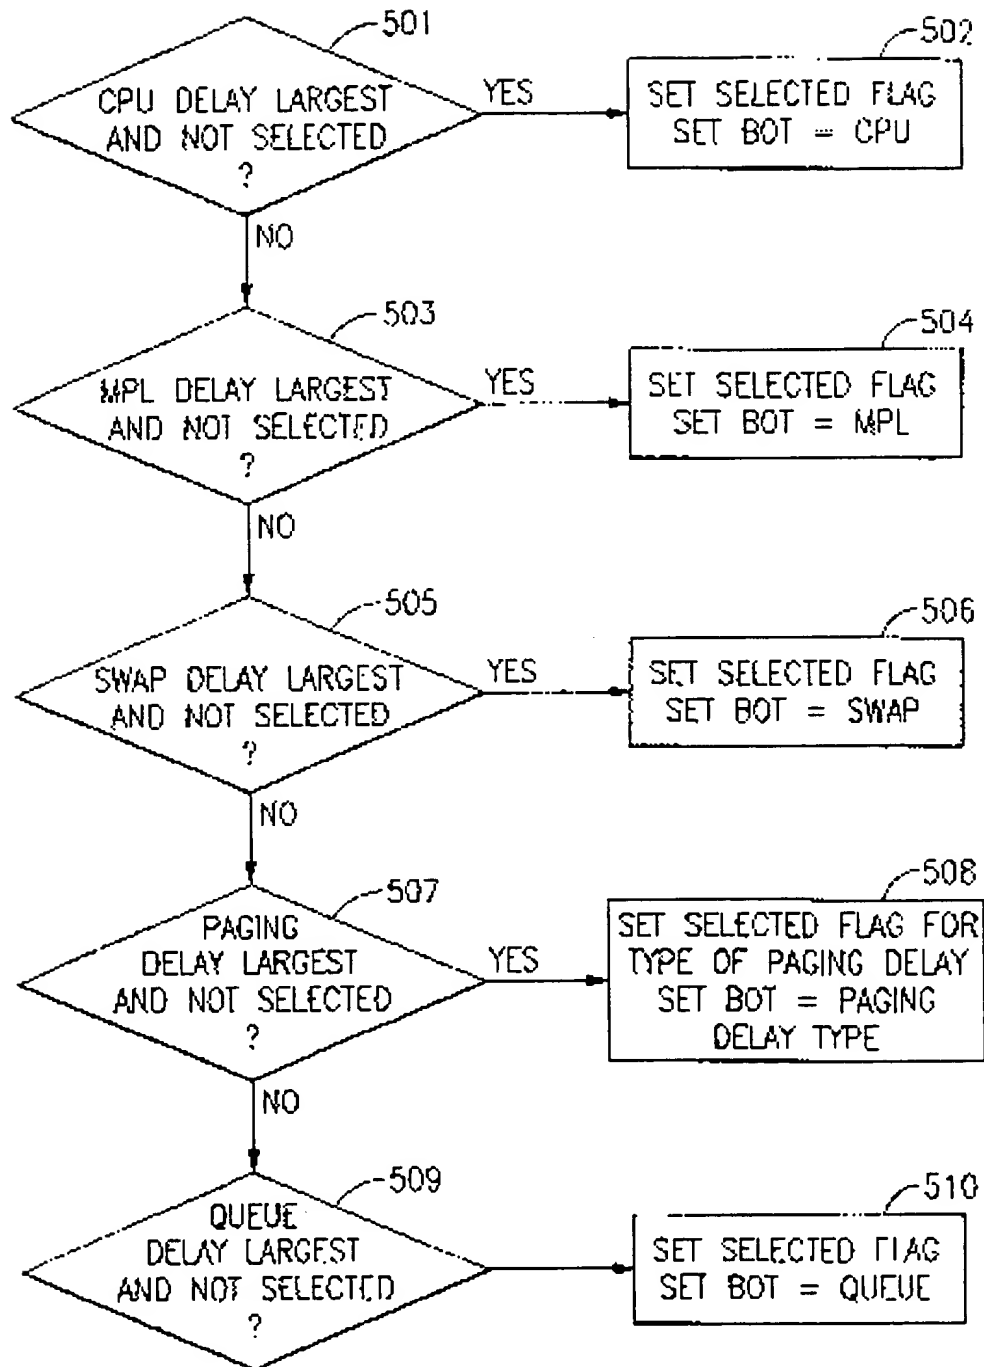 501
CPU DELAY LARGEST
AND NOT SELECTED
?
YES
502
SET SELECTED FLAG
SET BOT = CPU
NO
503
MPL DELAY LARGEST
AND NOT SELECTED
?
YES
504
SET SELECTED FLAG
SET BOT = MPL
NO
505
SWAP DELAY LARGEST
AND NOT SELECTED
?
YES
506
SET SELECTED FLAG
SET BOT = SWAP
NO
507
PAGING
DELAY LARGEST
AND NOT SELECTED
?
YES
508
SET SELECTED FLAG FOR
TYPE OF PAGING DELAY
SET BOT = PAGING
DELAY TYPE
NO
509
QUEUE
DELAY LARGEST
AND NOT SELECTED
?
510
SET SELECTED FLAG
SET BOT = QUEUE